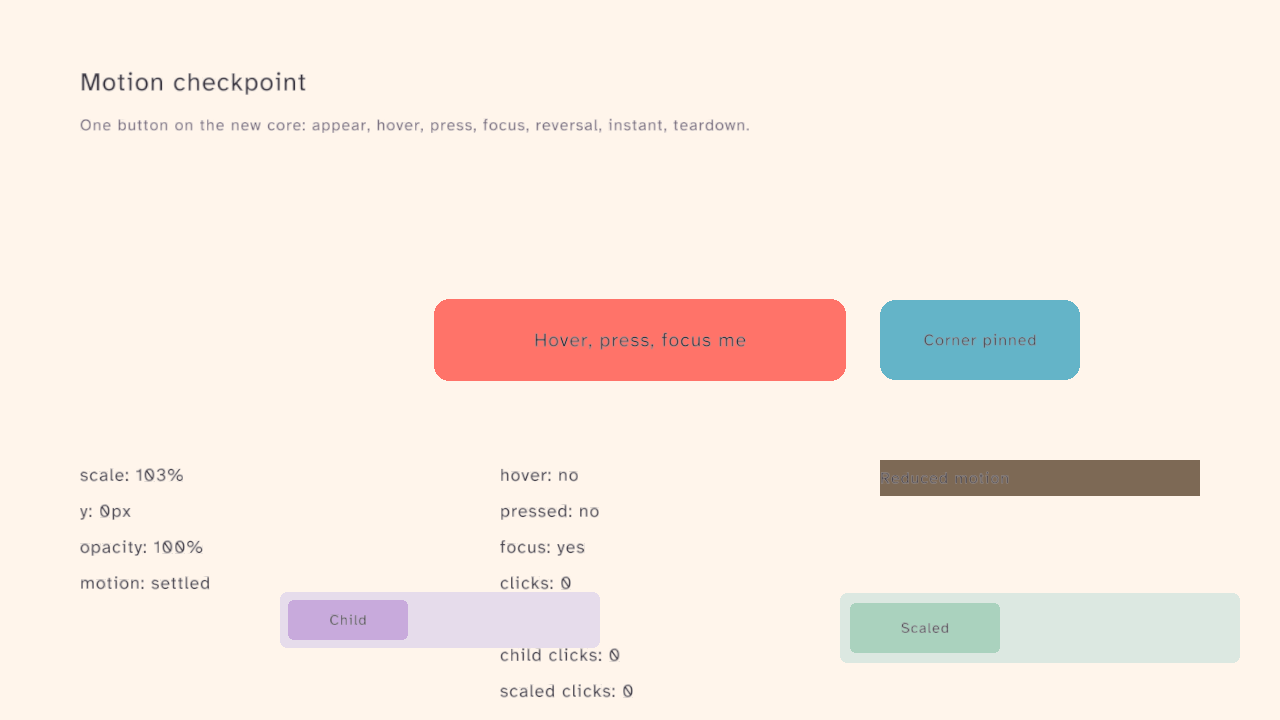 Motion checkpoint
One button on the new core: appear, hover, press, focus, reversal, instant, teardown.
Hover, press, focus me
Corner pinned
scale: 103%
hover: no
Reduced motion
y: 0px
pressed: no
opacity: 100%
focus: yes
motion: settled
clicks: 0
Child
Scaled
child clicks: 0
scaled clicks: 0